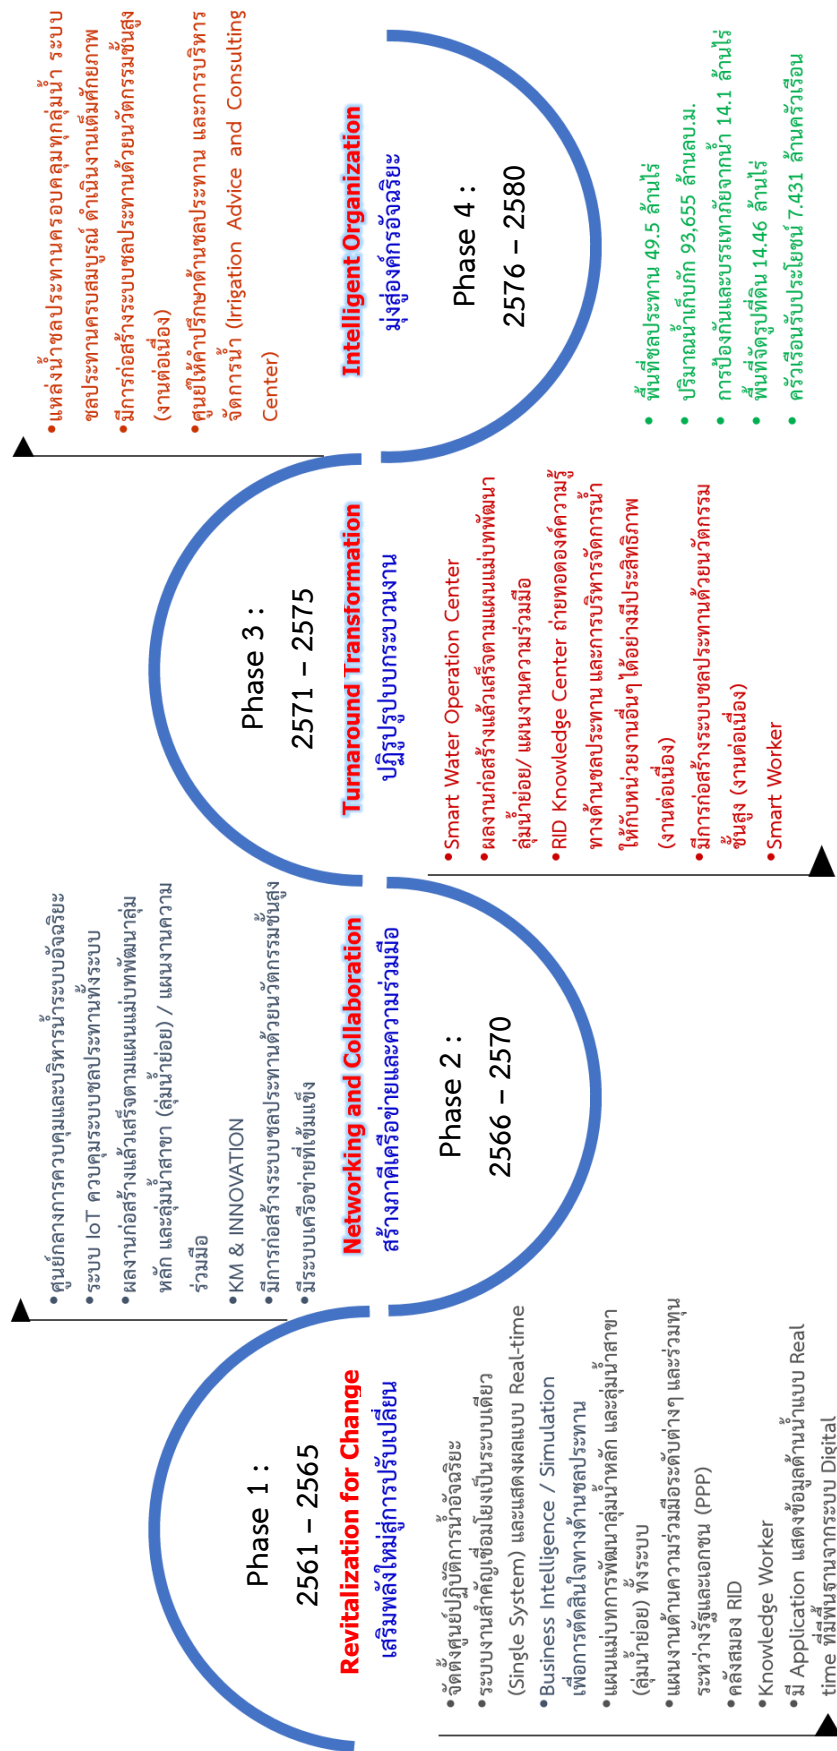 Phase 1 :
2561 – 2565
Revitalization for Change
เสริมพลังใหม่สู่การปรับเปลี่ยน
•จัดตั้งศูนย์ปฏิบัติการน้ำอัจฉริยะ
•ระบบงานสำคัญเชื่อมโยงเป็นระบบเดียว
(Single System) และแสดงผลแบบ Real-time
•Business Intelligence / Simulation
เพื่อการตัดสินใจทางด้านชลประทาน
•แผนแม่บทการพัฒนาลุ่มน้ำหลัก และลุ่มน้ำสาขา
(ลุ่มน้ำย่อย) ทั้งระบบ
•แผนงานด้านความร่วมมือระดับต่างๆ และร่วมทุน
ระหว่างรัฐและเอกชน (PPP)
•คลังสมอง RID
•Knowledge Worker
•มี Application แสดงข้อมูลด้านน้ำแบบ Real
time ที่มีพื้นฐานจากระบบ Digital
•ศูนย์กลางการควบคุมและบริหารน้ำระบบอัจฉริยะ
•ระบบ IoT ควบคุมระบบชลประทานทั้งระบบ
•ผลงานก่อสร้างแล้วเสร็จตามแผนแม่บทพัฒนาลุ่ม
หลัก และลุ่มน้ำสาขา (ลุ่มน้ำย่อย) / แผนงานความ
ร่วมมือ
•KM & INNOVATION
•มีการก่อสร้างระบบชลประทานด้วยนวัตกรรมชั้นสูง
•มีระบบเครือข่ายที่เข้มแข็ง
Networking and Collaboration
สร้างภาคีเครือข่ายและความร่วมมือ
Phase 2 :
2566 – 2570
Phase 3 :
2571 – 2575
Turnaround Transformation
ปฏิรูปรูปบบกระบวนงาน
•Smart Water Operation Center
•ผลงานก่อสร้างแล้วเสร็จตามแผนแม่บทพัฒนา
ลุ่มน้ำย่อย/ แผนงานความร่วมมือ
•RID Knowledge Center ถ่ายทอดองค์ความรู้
ทางด้านชลประทาน และการบริหารจัดการน้ำ
ให้กับหน่วยงานอื่นๆ ได้อย่างมีประสิทธิภาพ
(งานต่อเนื่อง)
•มีการก่อสร้างระบบชลประทานด้วยนวัตกรรม
ชั้นสูง (งานต่อเนื่อง)
•Smart Worker
•แหล่งน้ำชลประทานครอบคลุมทุกลุ่มน้ำ ระบบ
ชลประทานครบสมบูรณ์ ดำเนินงานเต็มศักยภาพ
•มีการก่อสร้างระบบชลประทานด้วยนวัตกรรมชั้นสูง
(งานต่อเนื่อง)
•ศูนย์ให้คำปรึกษาด้านชลประทาน และการบริหาร
จัดการน้ำ (Irrigation Advice and Consulting
Center)
Intelligent Organization
มุ่งสู่องค์กรอัจฉริยะ
Phase 4 :
2576 – 2580
• พื้นที่ชลประทาน 49.5 ล้านไร่
• ปริมาณน้ำเก็บกัก 93,655 ล้านลบ.ม.
• การป้องกันและบรรเทาภัยจากน้ำ 14.1 ล้านไร่
• พื้นที่จัดรูปที่ดิน 14.46 ล้านไร่
• ครัวเรือนรับประโยชน์ 7.431 ล้านครัวเรือน